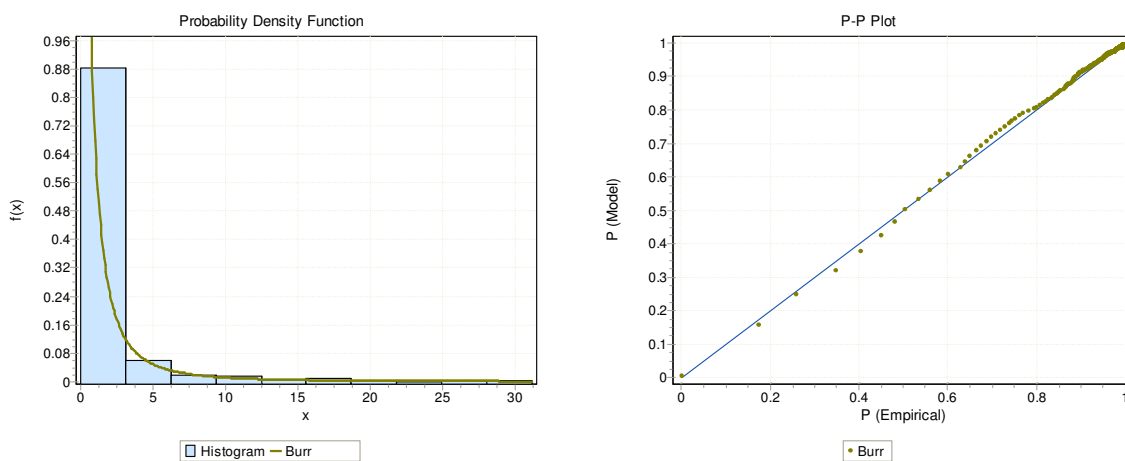 Probability Density Function
f(x)
0.96
0.88
0.8
0.72
0.64
0.56
0.48
0.4
0.32
0.24
0.16
0.08
0
0 5 10 15 20 25 30
x
Histogram Burr
P-P Plot
P (Model)
1
0.9
0.8
0.7
0.6
0.5
0.4
0.3
0.2
0.1
0
0 0.2 0.4 0.6 0.8 1
P (Empirical)
Burr